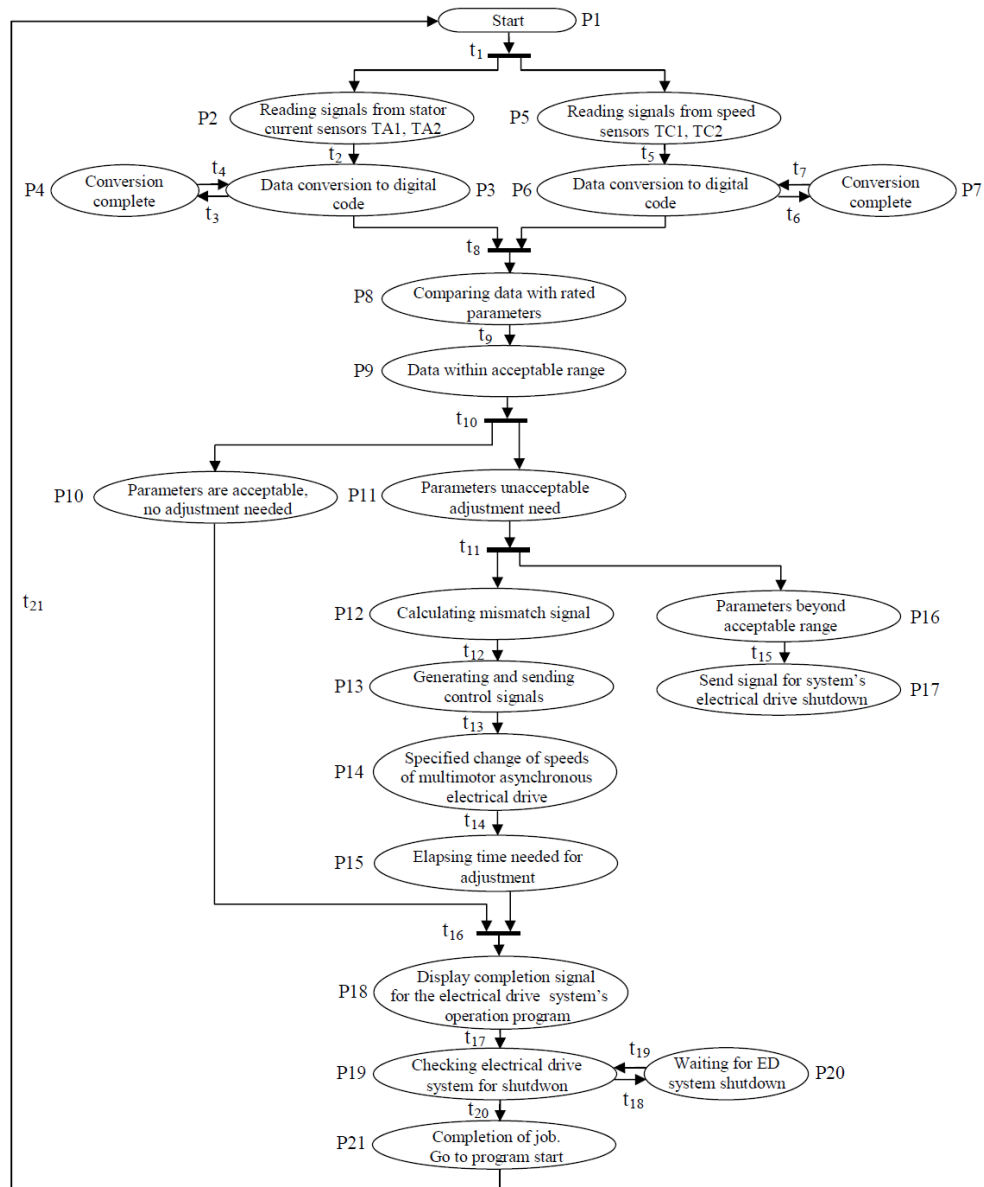 Start
P1
t1
P2
Reading signals from stator
current sensors TA1, TA2
P5
Reading signals from speed
sensors TC1, TC2
t2
t5
P4
Conversion
complete
t4
t3
Data conversion to digital
code
P3
P6
Data conversion to digital
code
t7
t6
Conversion
complete
P7
t8
P8
Comparing data with rated
parameters
t9
P9
Data within acceptable range
t10
P10
Parameters are acceptable,
no adjustment needed
P11
Parameters unacceptable
adjustment need
t11
t21
P12
Calculating mismatch signal
Parameters beyond
acceptable range
P16
t12
t15
P13
Generating and sending
control signals
Send signal for system's
electrical drive shutdown
P17
t13
P14
Specified change of speeds
of multimotor asynchronous
electrical drive
t14
P15
Elapsing time needed for
adjustment
t16
P18
Display completion signal
for the electrical drive system's
operation program
t17
P19
Checking electrical drive
system for shutdwon
t19
t18
Waiting for ED
system shutdown
P20
t20
P21
Completion of job.
Go to program start